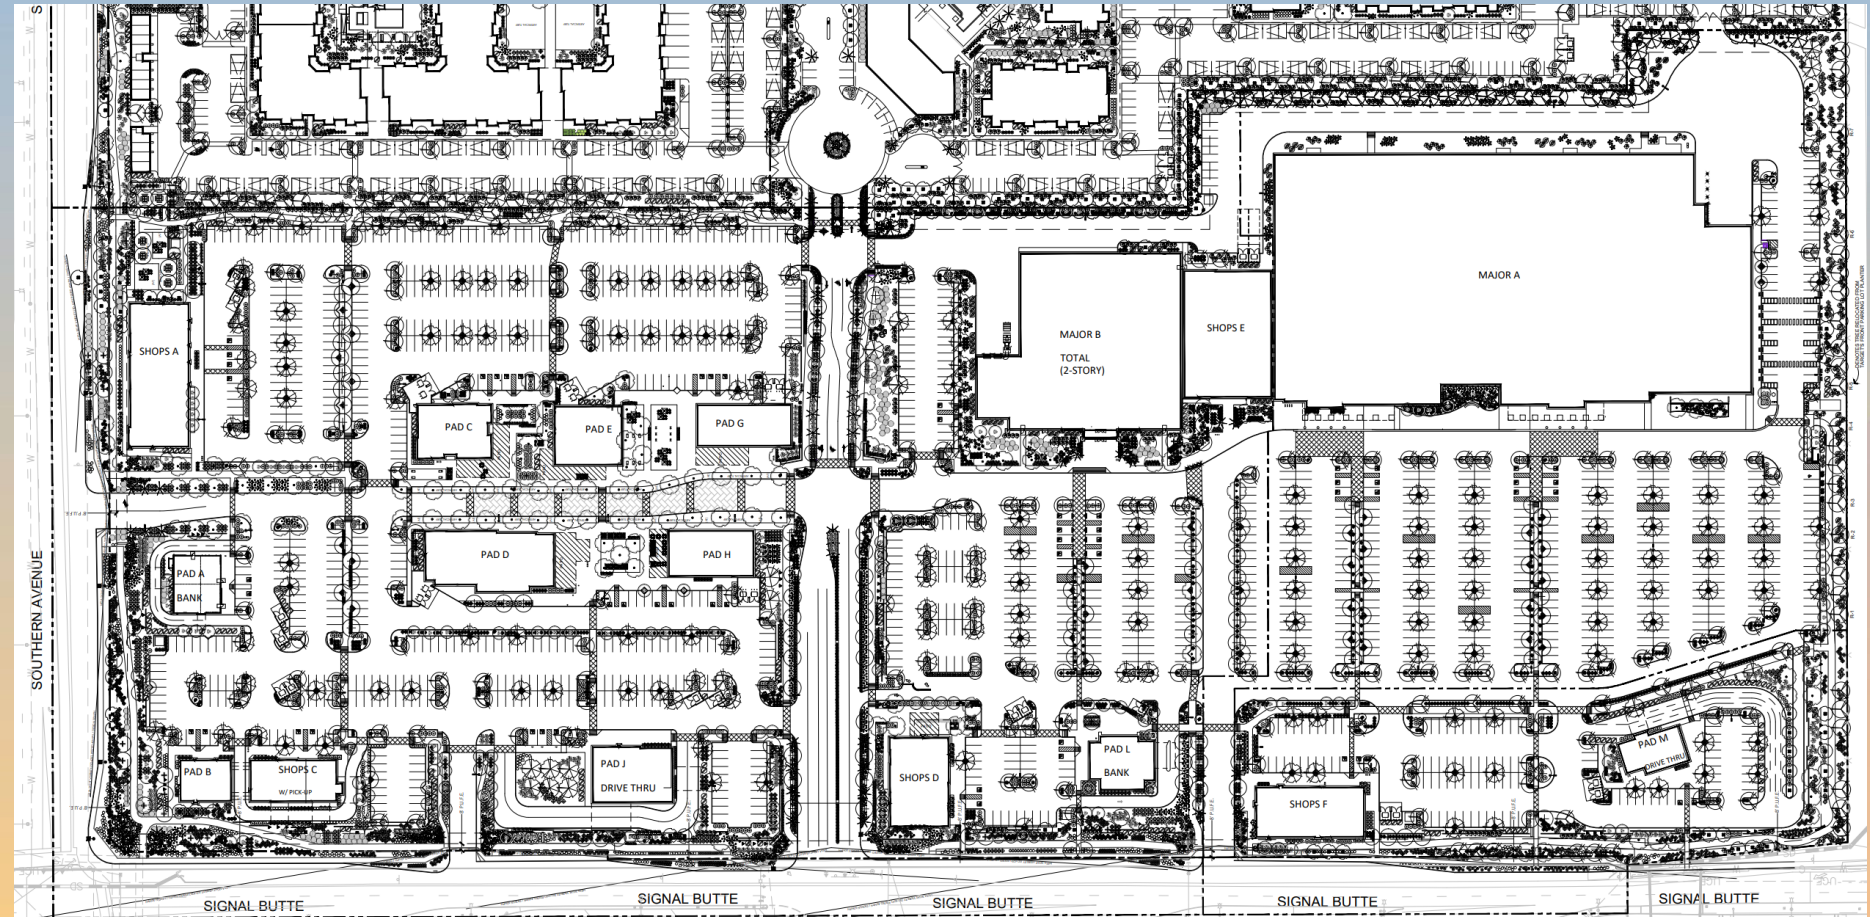 MAJOR A
SHOPS E
MAJOR B
TOTAL
(2-STORY)
SHOPS A
PAD C
PAD E
PAD G
PAD D
PAD H
PAD A
BANK
SOUTHERN AVENUE
PAD B
SHOPS C
W/ PICK-UP
PAD J
DRIVE THRU
SHOPS D
PAD L
BANK
SHOPS F
PAD M
DRIVE THRU
SIGNAL BUTTE
SIGNAL BUTTE
SIGNAL BUTTE
SIGNAL BUTTE
SIGNAL BUTTE